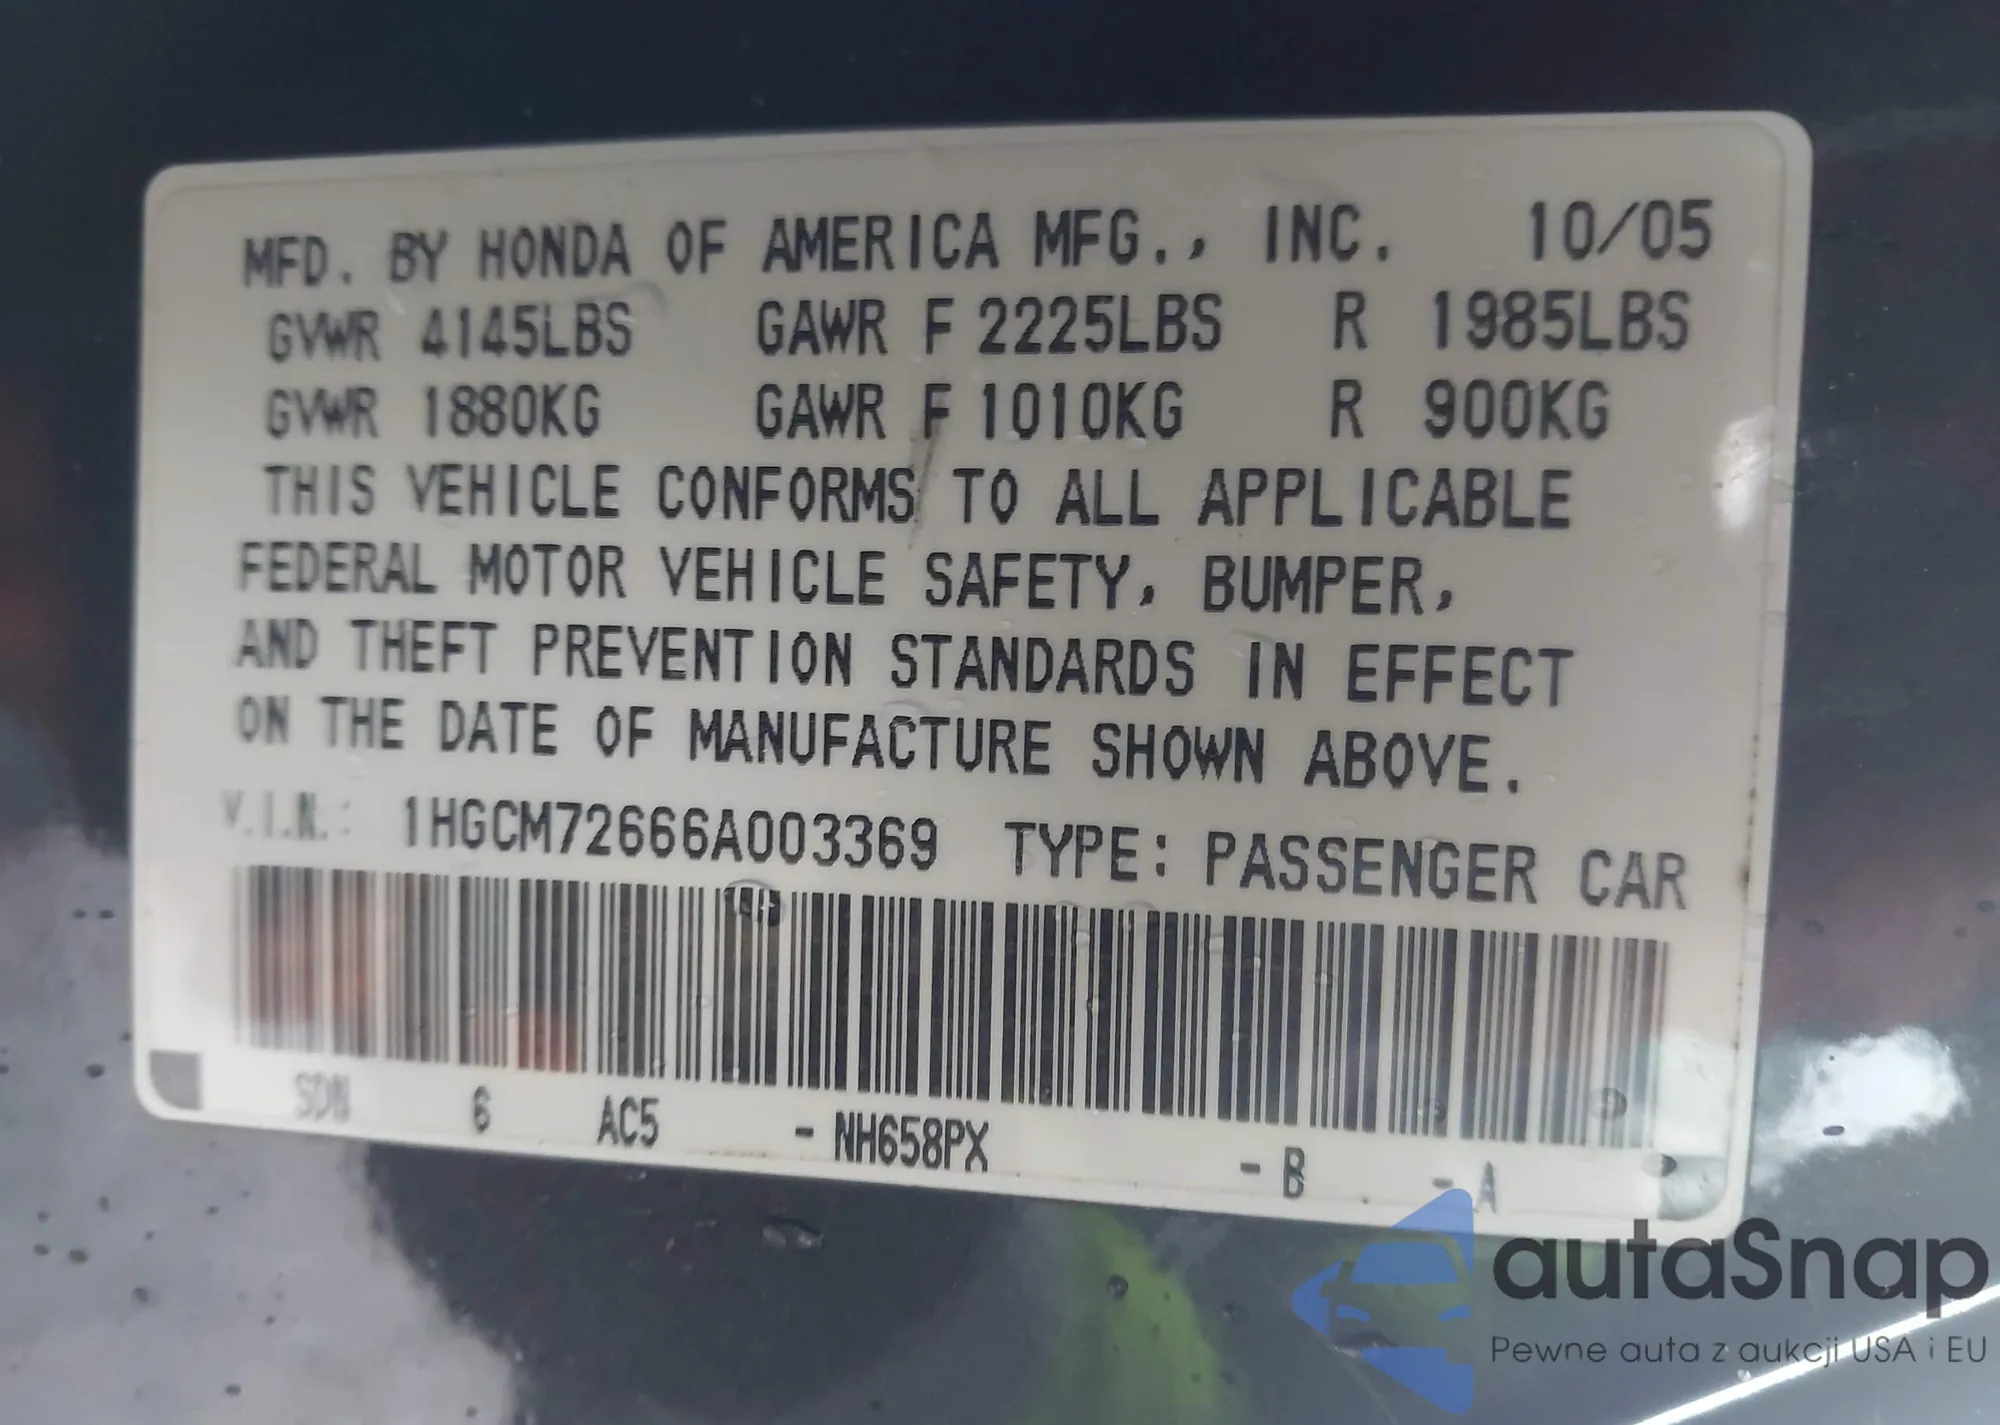 MFD. BY HONDA OF AMERICA MFG., INC. 10/05
GVWR 4145LBS GAWR F 2225LBS R 1985LBS
GVWR 1880KG GAWR F 1010KG R 900KG
THIS VEHICLE CONFORMS TO ALL APPLICABLE
FEDERAL MOTOR VEHICLE SAFETY, BUMPER,
AND THEFT PREVENTION STANDARDS IN EFFECT
ON THE DATE OF MANUFACTURE SHOWN ABOVE.
V.I.N.: 1HGCM72666A003369 TYPE: PASSENGER CAR
SDN 6 AC5 - NH658PX - B - A
autaSnap
Pewne auta z aukcji USA i EU